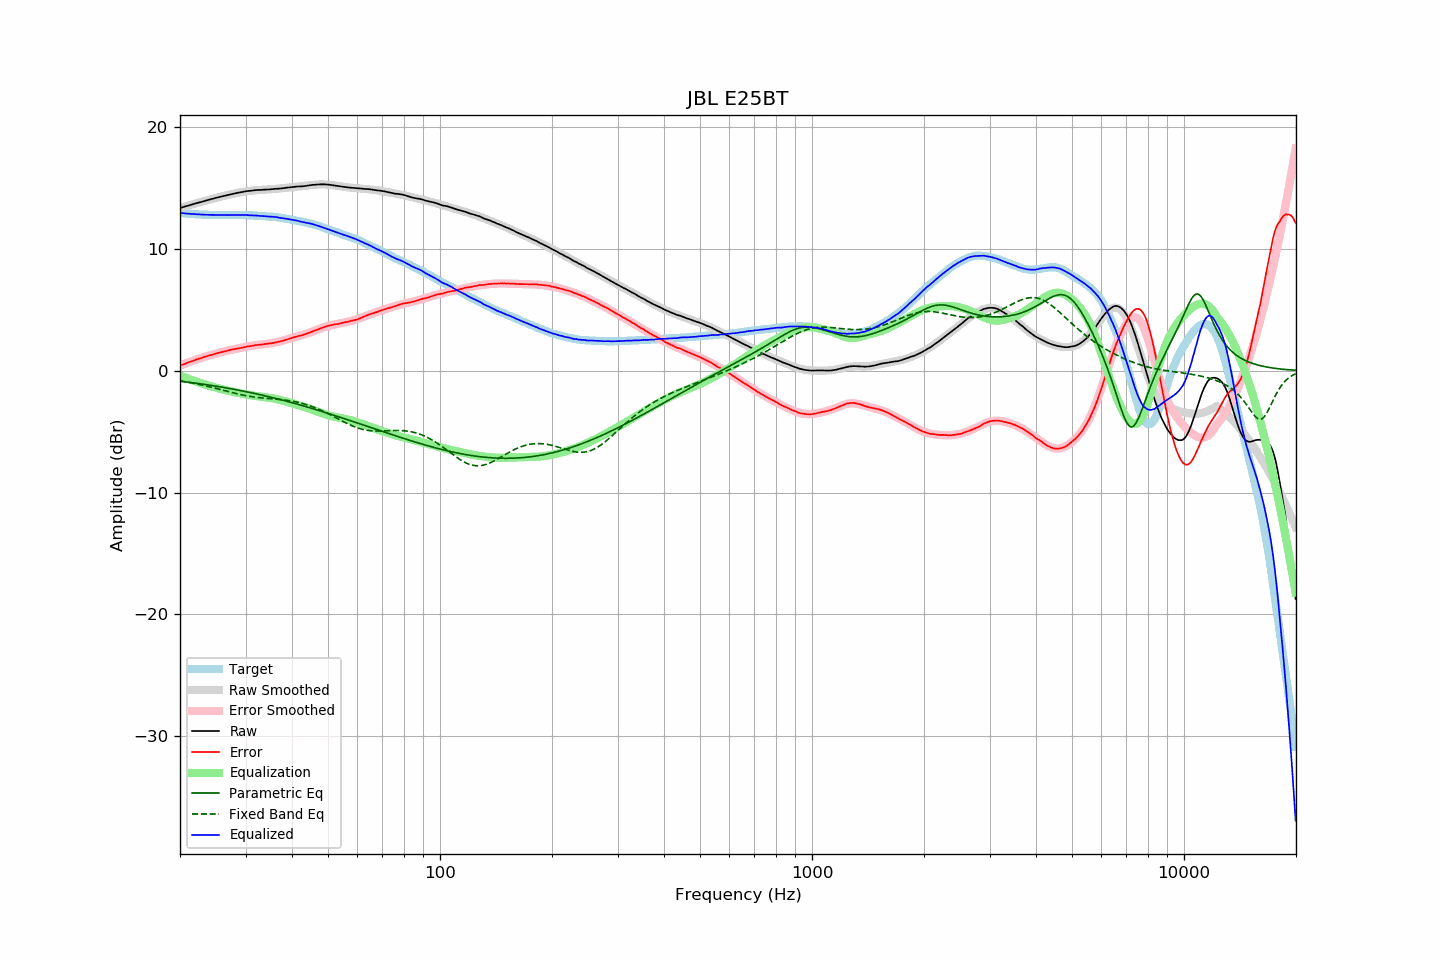 JBL E25BT
20
10
0
−10
−20
−30
Amplitude (dBr)
Target
Raw Smoothed
Error Smoothed
Raw
Error
Equalization
Parametric Eq
Fixed Band Eq
Equalized
100
1000
10000
Frequency (Hz)